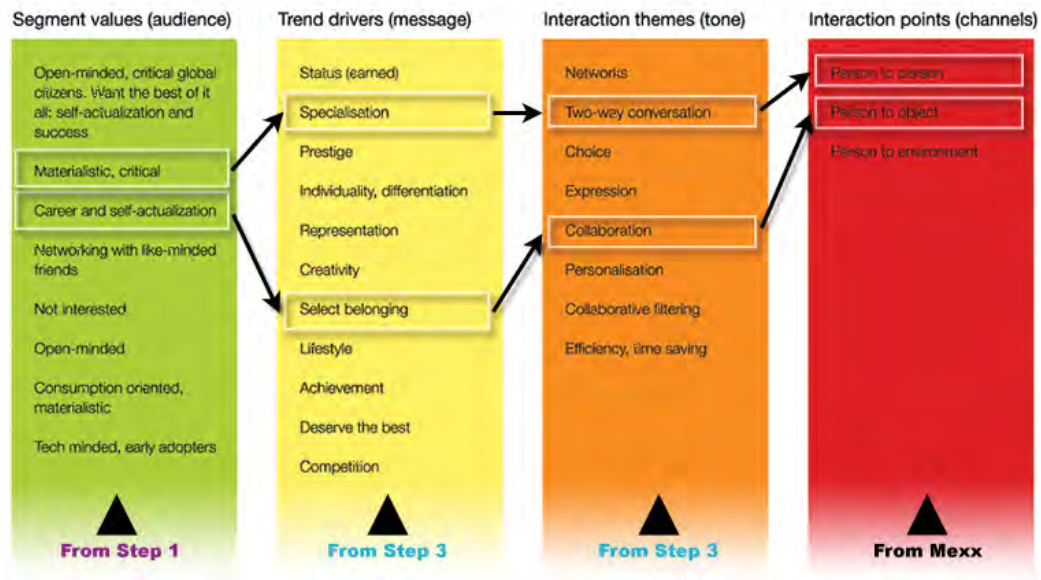 Segment values (audience)
Open-minded, critical global
citizens. Want the best of it
all: self-actualization and
success
Materialistic, critical
Career and self-actualization
Networking with like-minded
friends
Not interested
Open-minded
Consumption oriented,
materialistic
Tech minded, early adopters
From Step 1
Trend drivers (message)
Status (earned)
Specialisation
Prestige
Individuality, differentiation
Representation
Creativity
Select belonging
Lifestyle
Achievement
Deserve the best
Competition
From Step 3
Interaction themes (tone)
Networks
Two-way conversation
Choice
Expression
Collaboration
Personalisation
Collaborative filtering
Efficiency, time saving
From Step 3
Interaction points (channels)
Person to person
Person to object
Person to environment
From Mexx